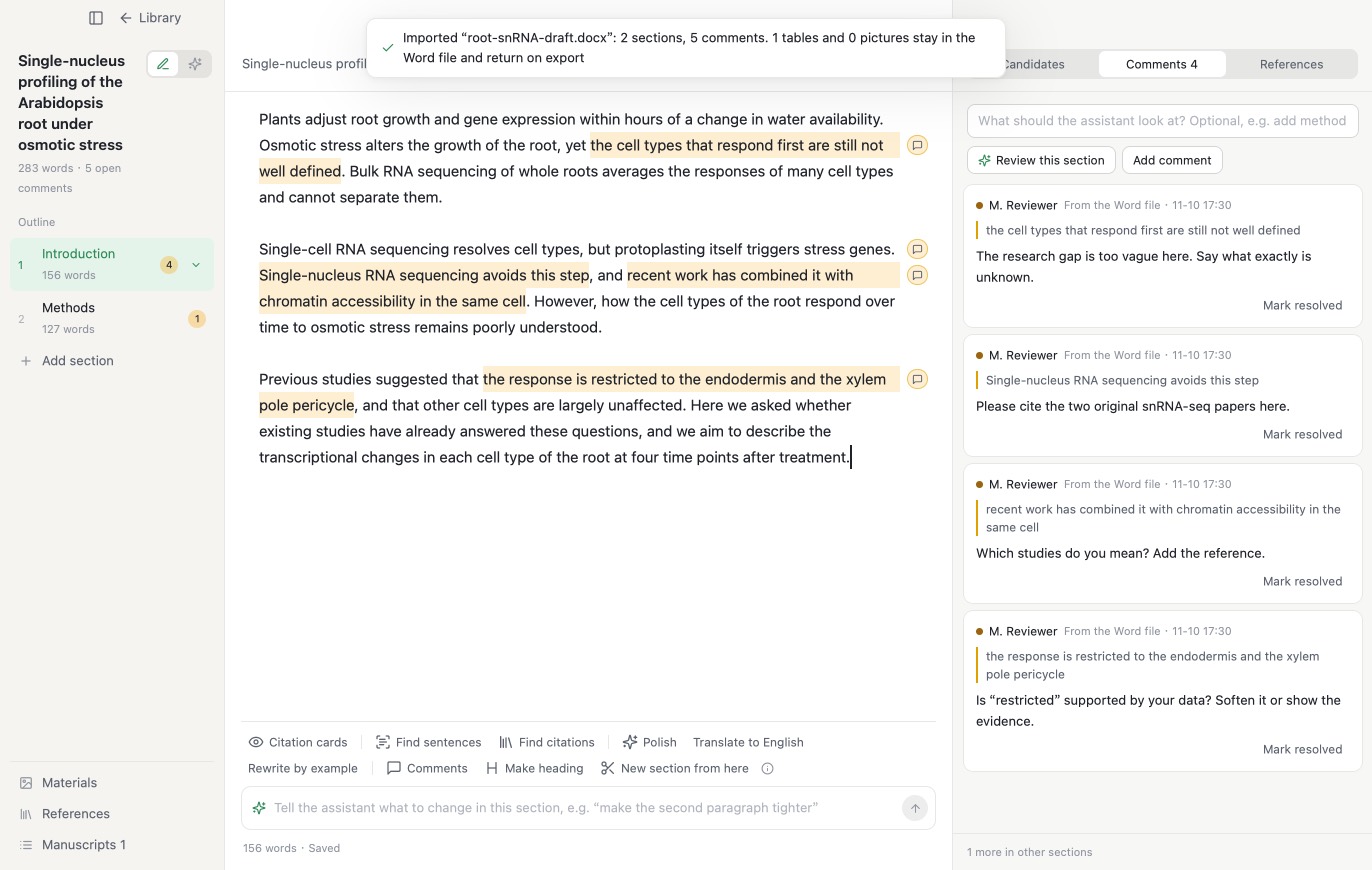 Library
Single-nucleus
profiling of the
Arabidopsis
root under
osmotic stress
283 words · 5 open
comments
Outline
1 Introduction 4
156 words
2 Methods 1
127 words
Add section
Materials
References
Manuscripts 1
Imported “root-snRNA-draft.docx”: 2 sections, 5 comments. 1 tables and 0 pictures stay in the
Word file and return on export
Plants adjust root growth and gene expression within hours of a change in water availability.
Osmotic stress alters the growth of the root, yet the cell types that respond first are still not
well defined. Bulk RNA sequencing of whole roots averages the responses of many cell types
and cannot separate them.
Single-cell RNA sequencing resolves cell types, but protoplasting itself triggers stress genes.
Single-nucleus RNA sequencing avoids this step, and recent work has combined it with
chromatin accessibility in the same cell. However, how the cell types of the root respond over
time to osmotic stress remains poorly understood.
Previous studies suggested that the response is restricted to the endodermis and the xylem
pole pericycle, and that other cell types are largely unaffected. Here we asked whether
existing studies have already answered these questions, and we aim to describe the
transcriptional changes in each cell type of the root at four time points after treatment.
Citation cards Find sentences Find citations Polish Translate to English
Rewrite by example Comments Make heading New section from here
Tell the assistant what to change in this section, e.g. “make the second paragraph tighter”
156 words · Saved
Candidates Comments 4 References
What should the assistant look at? Optional, e.g. add method
Review this section Add comment
M. Reviewer From the Word file · 11-10 17:30
the cell types that respond first are still not well defined
The research gap is too vague here. Say what exactly is
unknown.
Mark resolved
M. Reviewer From the Word file · 11-10 17:30
Single-nucleus RNA sequencing avoids this step
Please cite the two original snRNA-seq papers here.
Mark resolved
M. Reviewer From the Word file · 11-10 17:30
recent work has combined it with chromatin accessibility in the
same cell
Which studies do you mean? Add the reference.
Mark resolved
M. Reviewer From the Word file · 11-10 17:30
the response is restricted to the endodermis and the xylem
pole pericycle
Is “restricted” supported by your data? Soften it or show the
evidence.
Mark resolved
1 more in other sections